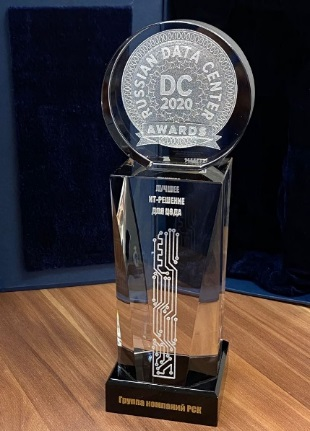 RUSSIAN DATA CENTER
DC
2020
AWARDS
ЛУЧШЕЕ
ИТ-РЕШЕНИЕ
ДЛЯ ЦОДА
Группа компаний РСК